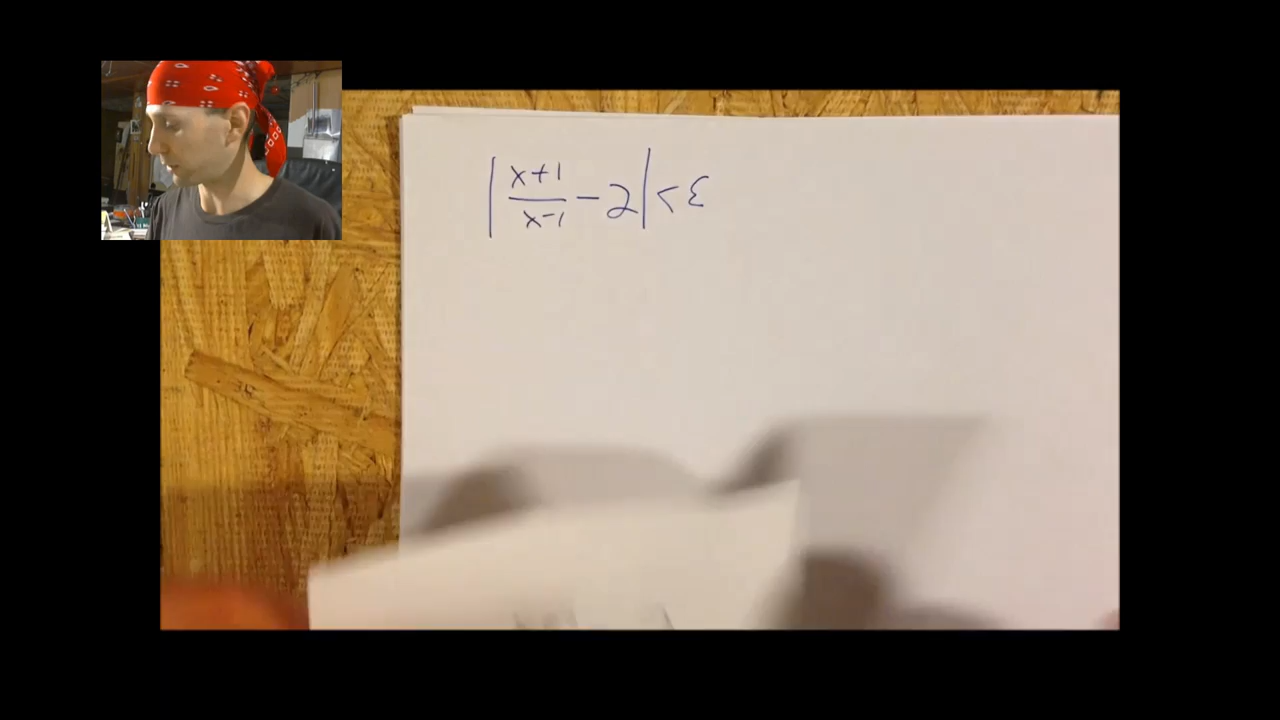 |x+1/x-1 - 2| < ε